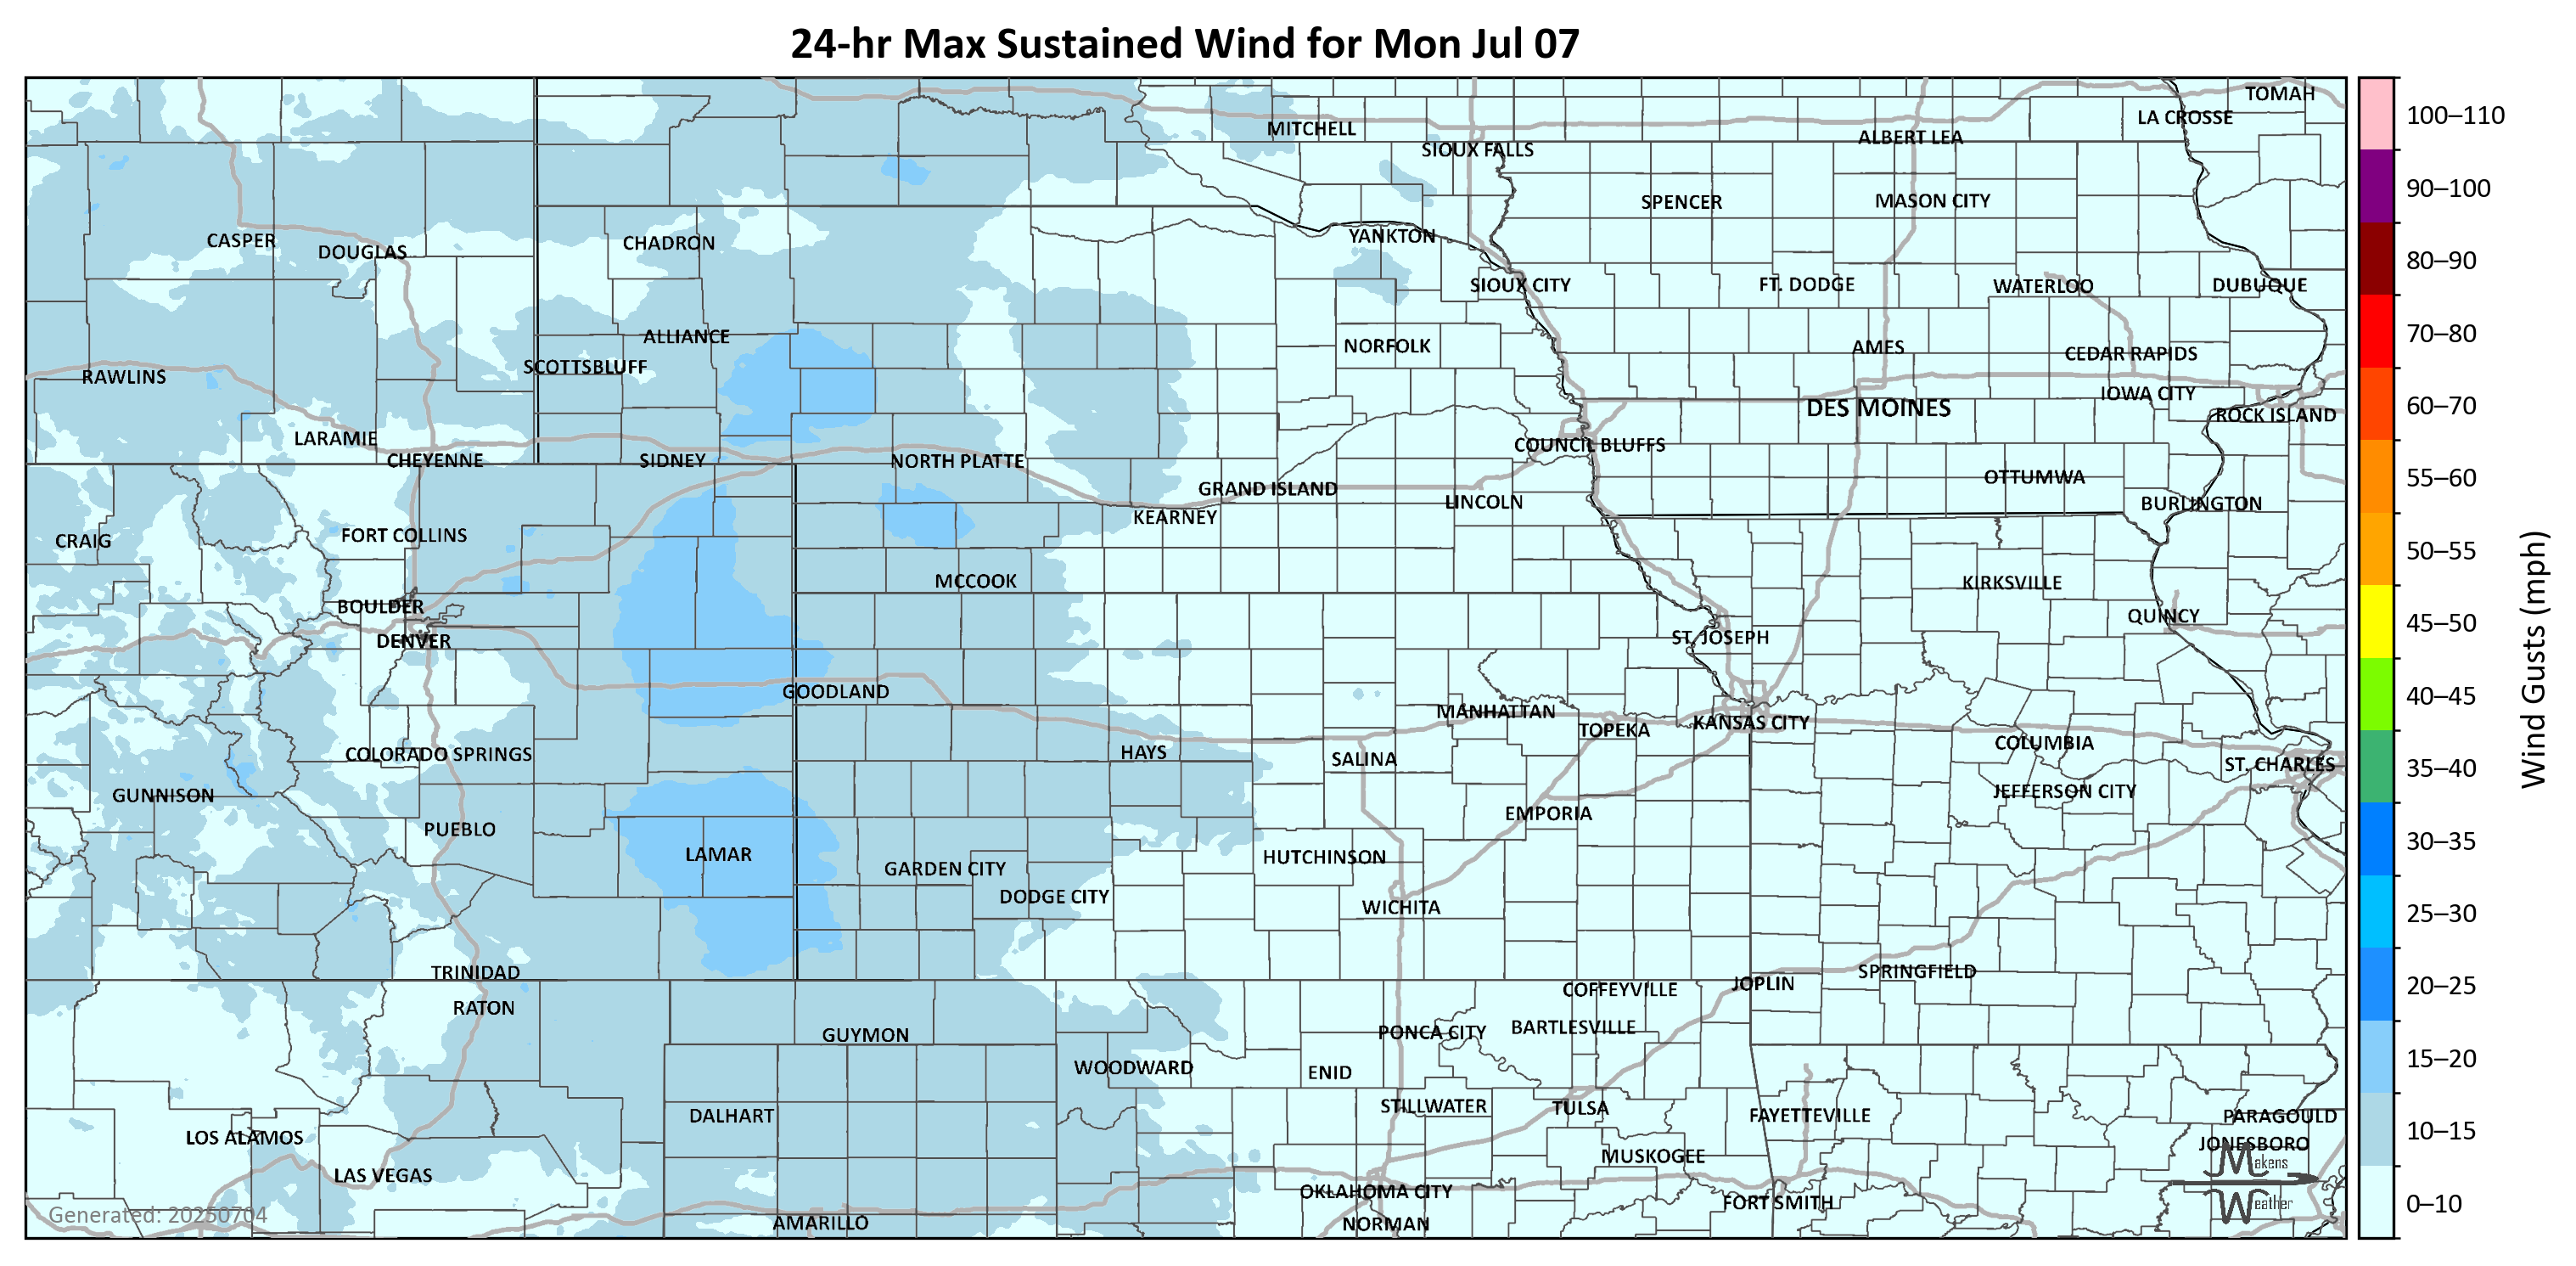 24-hr Max Sustained Wind for Mon Jul 07
TOMAH
LA CROSSE
MITCHELL
ALBERT LEA
SIOUX FALLS
SPENCER
MASON CITY
CASPER
DOUGLAS
CHADRON
YANKTON
SIOUX CITY
FT. DODGE
WATERLOO
DUBUQUE
ALLIANCE
NORFOLK
AMES
CEDAR RAPIDS
SCOTTSBLUFF
RAWLINS
IOWA CITY
DES MOINES
ROCK ISLAND
LARAMIE
COUNCIL BLUFFS
CHEYENNE
SIDNEY
NORTH PLATTE
OTTUMWA
GRAND ISLAND
LINCOLN
BURLINGTON
KEARNEY
FORT COLLINS
CRAIG
MCCOOK
KIRKSVILLE
BOULDER
QUINCY
DENVER
ST. JOSEPH
GOODLAND
MANHATTAN
TOPEKA
KANSAS CITY
COLUMBIA
COLORADO SPRINGS
HAYS
SALINA
ST. CHARLES
GUNNISON
JEFFERSON CITY
EMPORIA
PUEBLO
LAMAR
HUTCHINSON
GARDEN CITY
DODGE CITY
WICHITA
TRINIDAD
SPRINGFIELD
JOPLIN
COFFEYVILLE
RATON
BARTLESVILLE
PONCA CITY
GUYMON
WOODWARD
ENID
STILLWATER
TULSA
DALHART
FAYETTEVILLE
PARAGOULD
LOS ALAMOS
JONESBORO
MUSKOGEE
LAS VEGAS
OKLAHOMA CITY
FORT SMITH
AMARILLO
NORMAN
Generated: 20250704
Makens
Weather
100–110
90–100
80–90
70–80
60–70
55–60
50–55
45–50
40–45
35–40
30–35
25–30
20–25
15–20
10–15
0–10
Wind Gusts (mph)